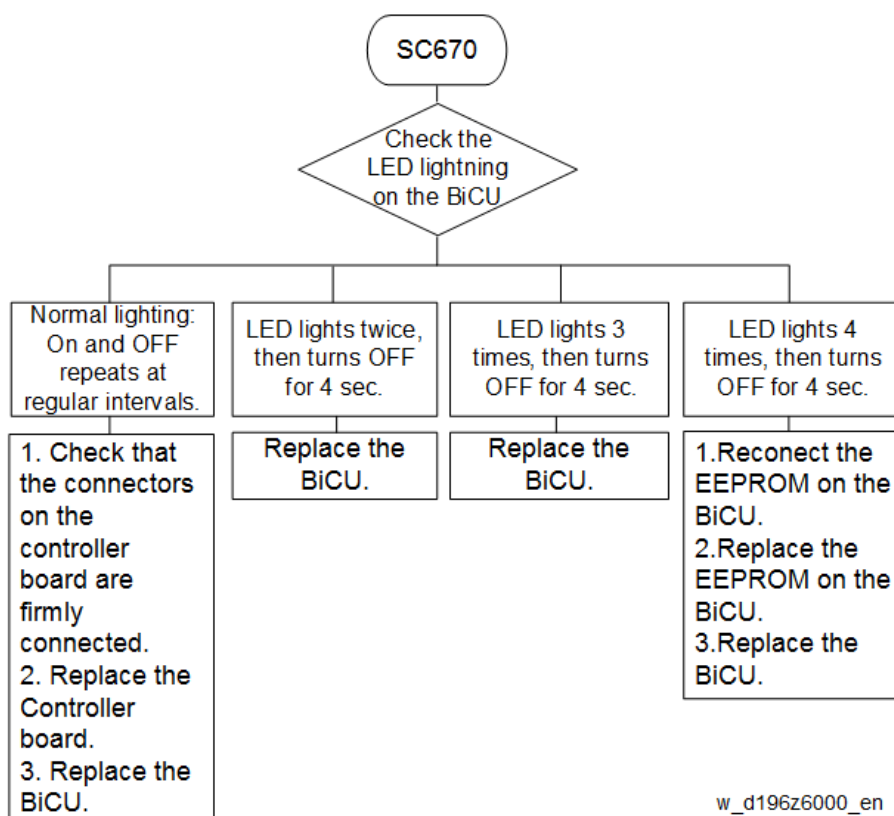 SC670
Check the
LED lightning
on the BiCU
Normal lighting:
On and OFF
repeats at
regular intervals.
LED lights twice,
then turns OFF
for 4 sec.
LED lights 3
times, then turns
OFF for 4 sec.
LED lights 4
times, then turns
OFF for 4 sec.
1. Check that
the connectors
on the
controller
board are
firmly
connected.
2. Replace the
Controller
board.
3. Replace the
BiCU.
Replace the
BiCU.
Replace the
BiCU.
1.Reconect the
EEPROM on the
BiCU.
2.Replace the
EEPROM on the
BiCU.
3.Replace the
BiCU.
w_d196z6000_en